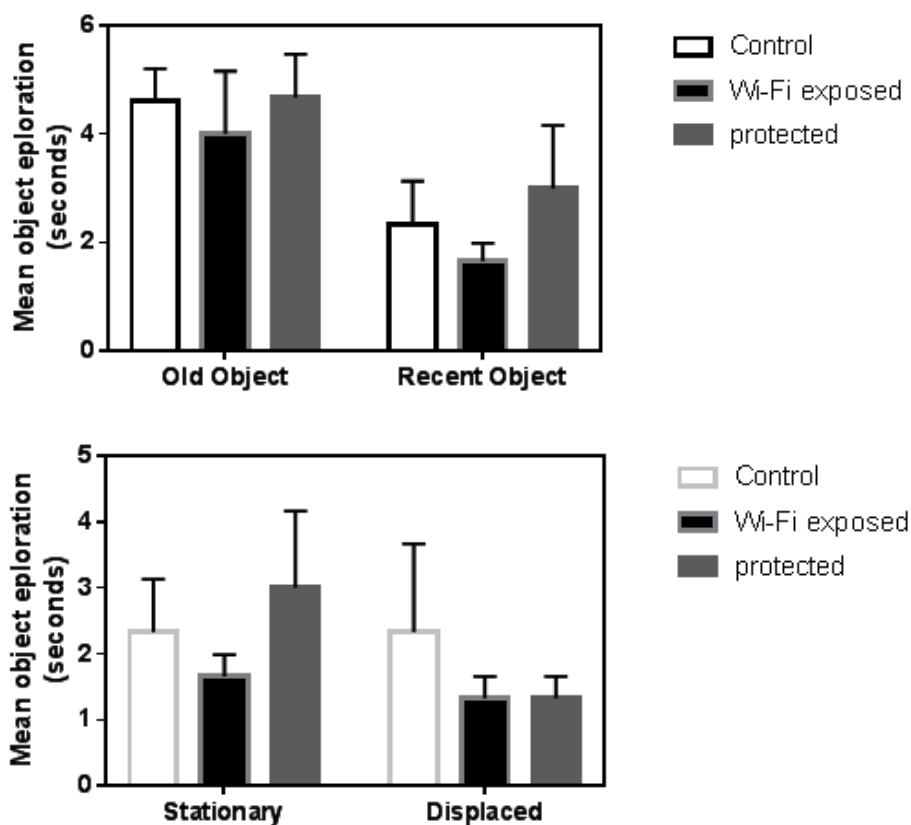 Mean object eploration
(seconds)
6
4
2
0
Old Object
Recent Object
Control
Wi-Fi exposed
protected
Mean object eploration
(seconds)
5
4
3
2
1
0
Stationary
Displaced
Control
Wi-Fi exposed
protected